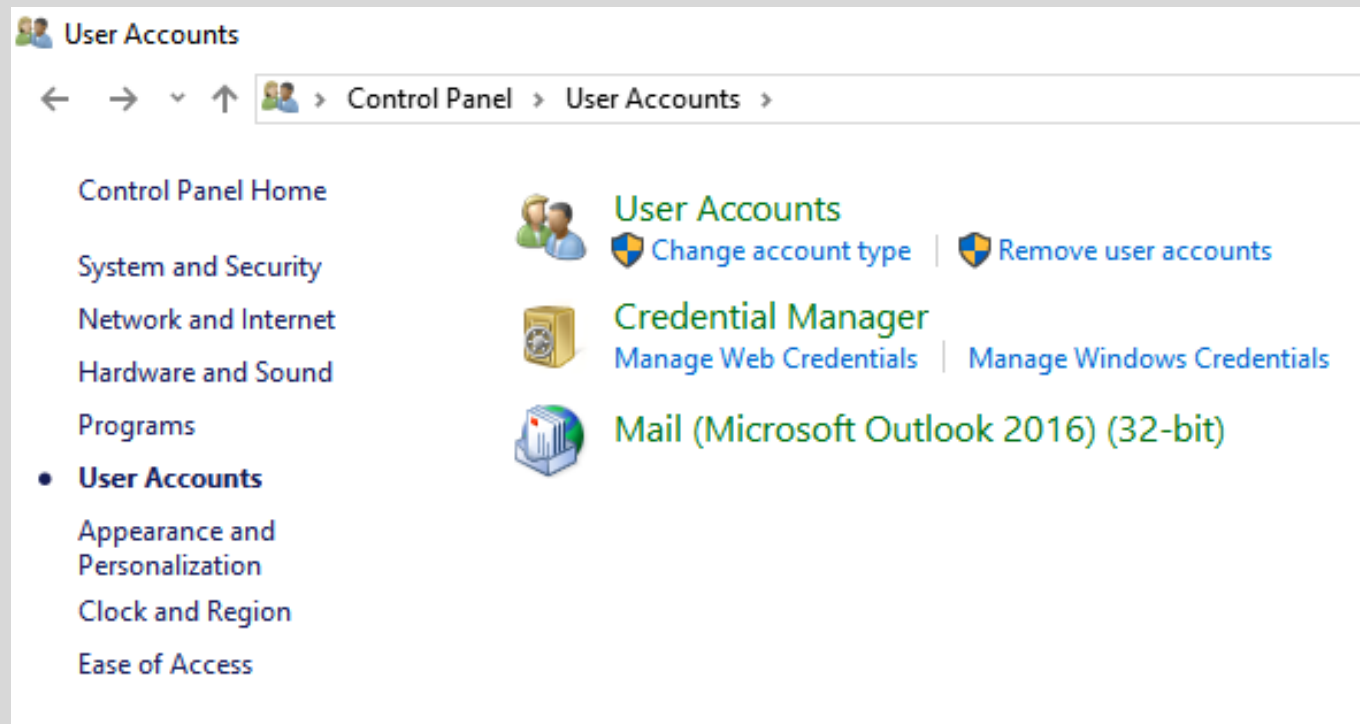 User Accounts
Control Panel > User Accounts >
Control Panel Home
System and Security
Network and Internet
Hardware and Sound
Programs
User Accounts
Appearance and
Personalization
Clock and Region
Ease of Access
User Accounts
Change account type
Remove user accounts
Credential Manager
Manage Web Credentials
Manage Windows Credentials
Mail (Microsoft Outlook 2016) (32-bit)